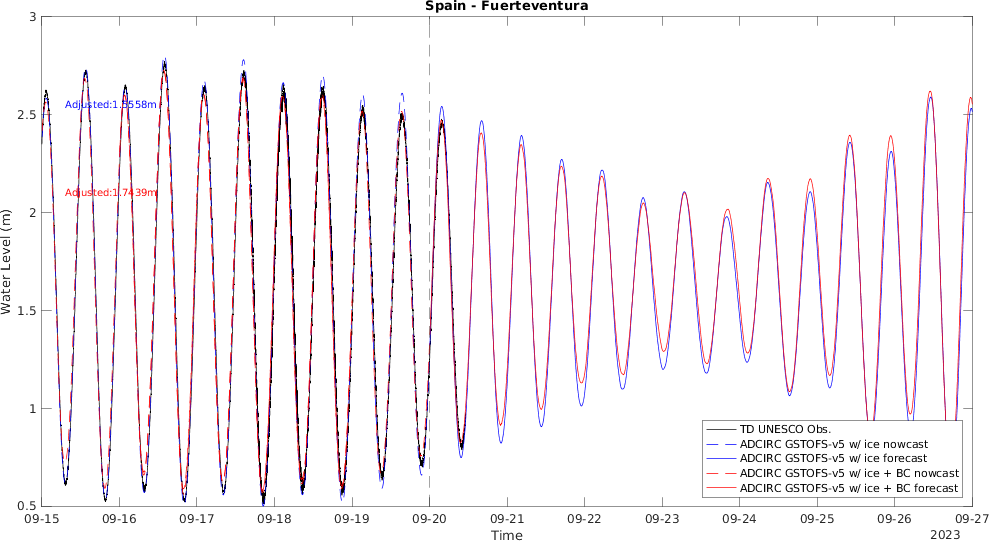 Spain - Fuerteventura
3
2.5
2
1.5
1
0.5
Water Level (m)
Adjusted:1.5558m
Adjusted:1.7439m
TD UNESCO Obs.
ADCIRC GSTOFS-v5 w/ ice nowcast
ADCIRC GSTOFS-v5 w/ ice forecast
ADCIRC GSTOFS-v5 w/ ice + BC nowcast
ADCIRC GSTOFS-v5 w/ ice + BC forecast
09-15 09-16 09-17 09-18 09-19 09-20 09-21 09-22 09-23 09-24 09-25 09-26 09-27
Time
2023